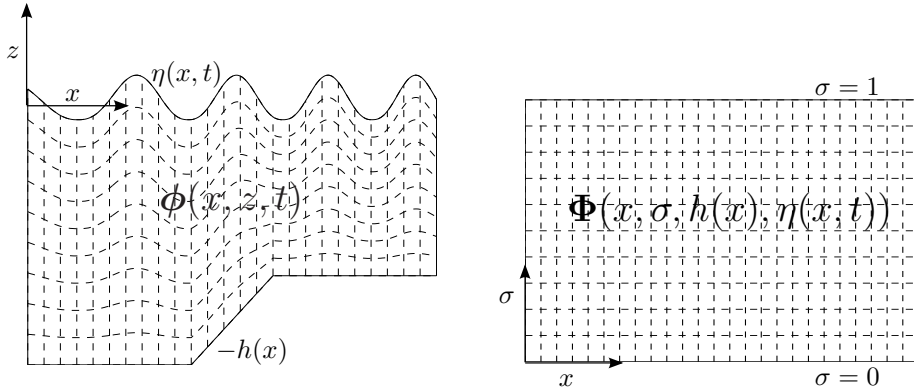 z
x
η(x, t)
ϕ(x, z, t)
−h(x)
σ = 1
Φ(x, σ, h(x), η(x, t))
σ
x
σ = 0